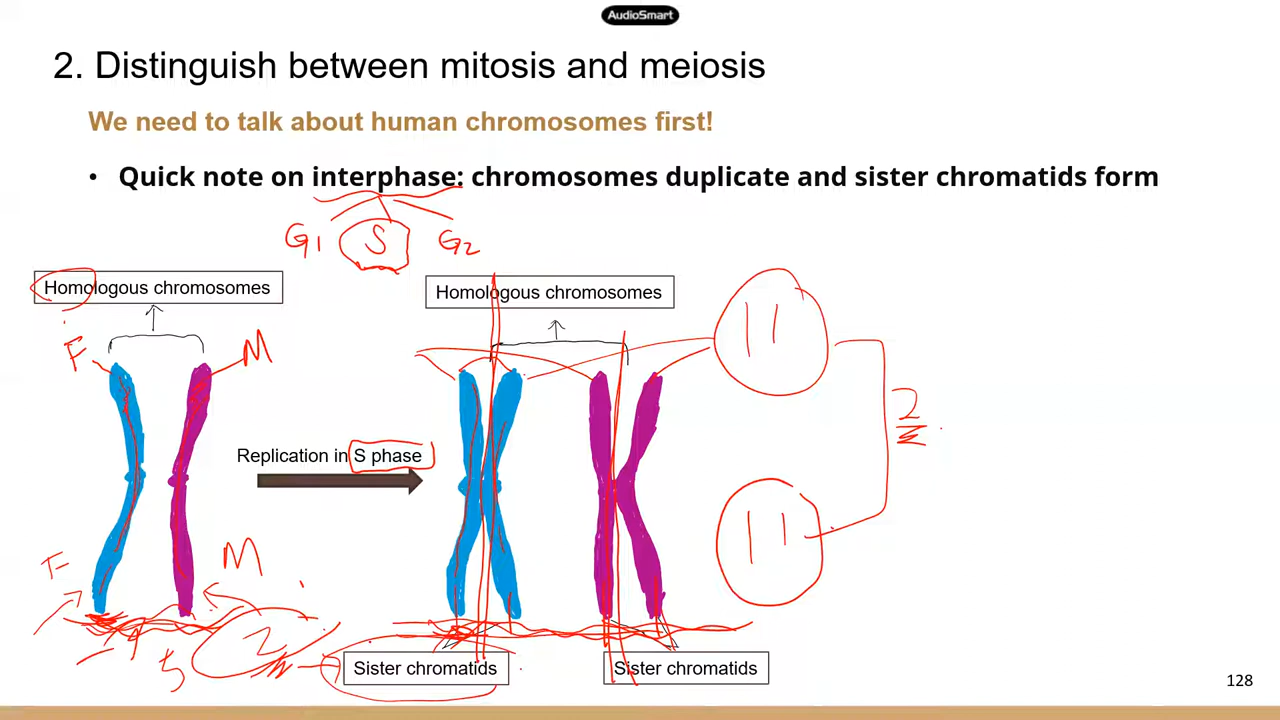 AudioSmart
2. Distinguish between mitosis and meiosis
We need to talk about human chromosomes first!
• Quick note on interphase: chromosomes duplicate and sister chromatids form
G1 S G2
Homologous chromosomes
Homologous chromosomes
F M
2
Replication in S phase
F M
2
Sister chromatids
Sister chromatids
128